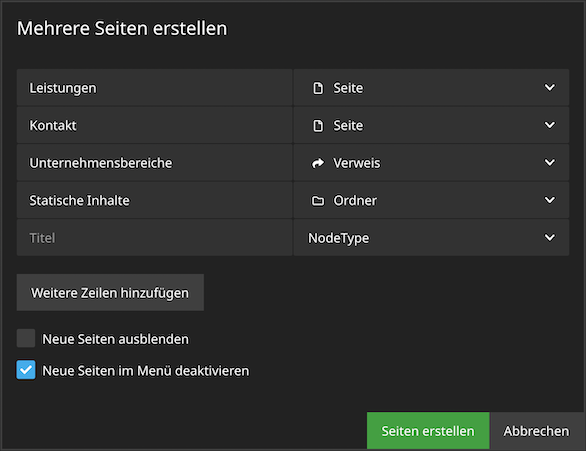 Mehrere Seiten erstellen
Leistungen Seite
Kontakt Seite
Unternehmensbereiche Verweis
Statische Inhalte Ordner
Titel NodeType
Weitere Zeilen hinzufügen
Neue Seiten ausblenden
Neue Seiten im Menü deaktivieren
Seiten erstellen Abbrechen